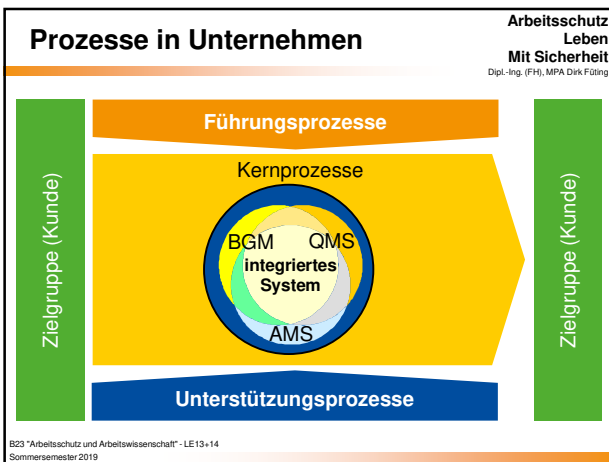 Prozesse in Unternehmen
Arbeitsschutz
Leben
Mit Sicherheit
Dipl.-Ing. (FH), MPA Dirk Füting
Zielgruppe (Kunde)
Führungsprozesse
Kernprozesse
BGM QMS
integriertes
System
AMS
Unterstützungsprozesse
Zielgruppe (Kunde)
B23 "Arbeitsschutz und Arbeitswissenschaft" - LE13+14
Sommersemester 2019